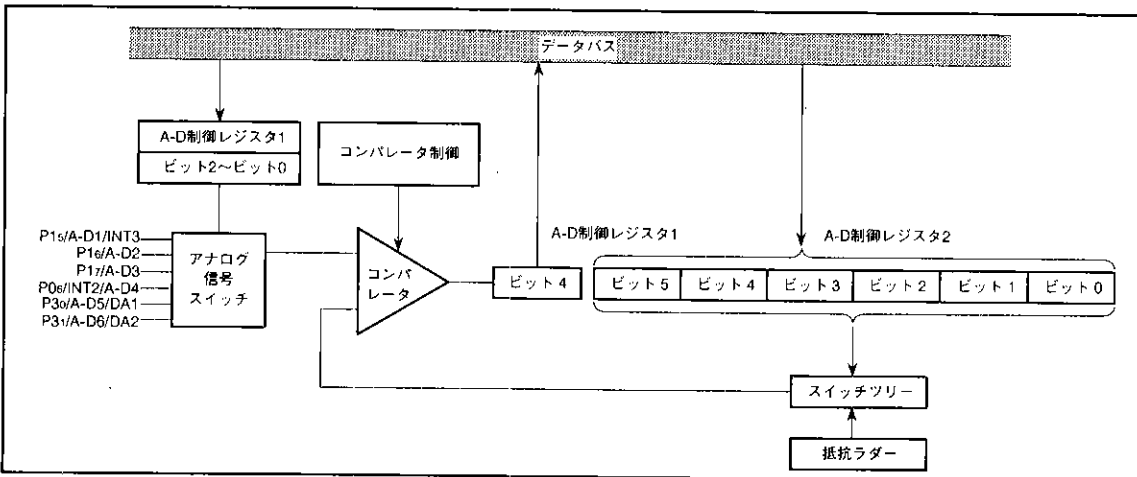 データバス
A-D制御レジスタ1
ビット2～ビット0
コンパレータ制御
P15/A-D1/INT3
P16/A-D2
P17/A-D3
P06/INT2/A-D4
P30/A-D5/DA1
P31/A-D6/DA2
アナログ
信号
スイッチ
コンパ
レータ
A-D制御レジスタ1
ビット4
A-D制御レジスタ2
ビット5
ビット4
ビット3
ビット2
ビット1
ビット0
スイッチツリー
抵抗ラダー